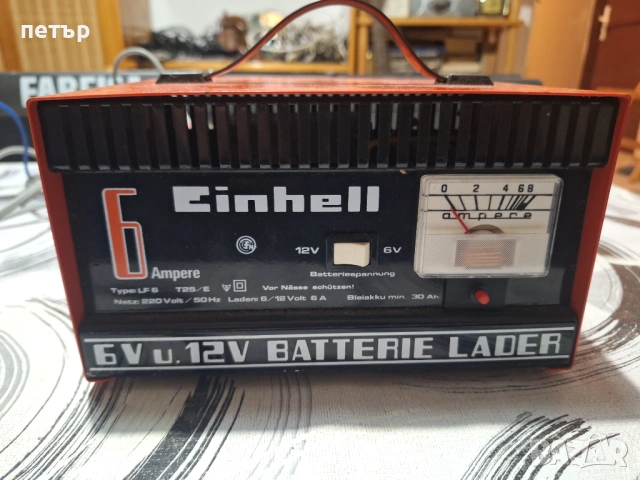 петър
Einhell
0 2 4 6 8
ampere
6 Ampere
12V 6V
Batteriespannung
Type: LF 6 T25/E Vor Nässe schützen!
Netz: 220 Volt / 50 Hz Laden: 6/12 Volt 6 A Bleiakku min. 30 Ah
6V u. 12V BATTERIE LADER
BAZAR